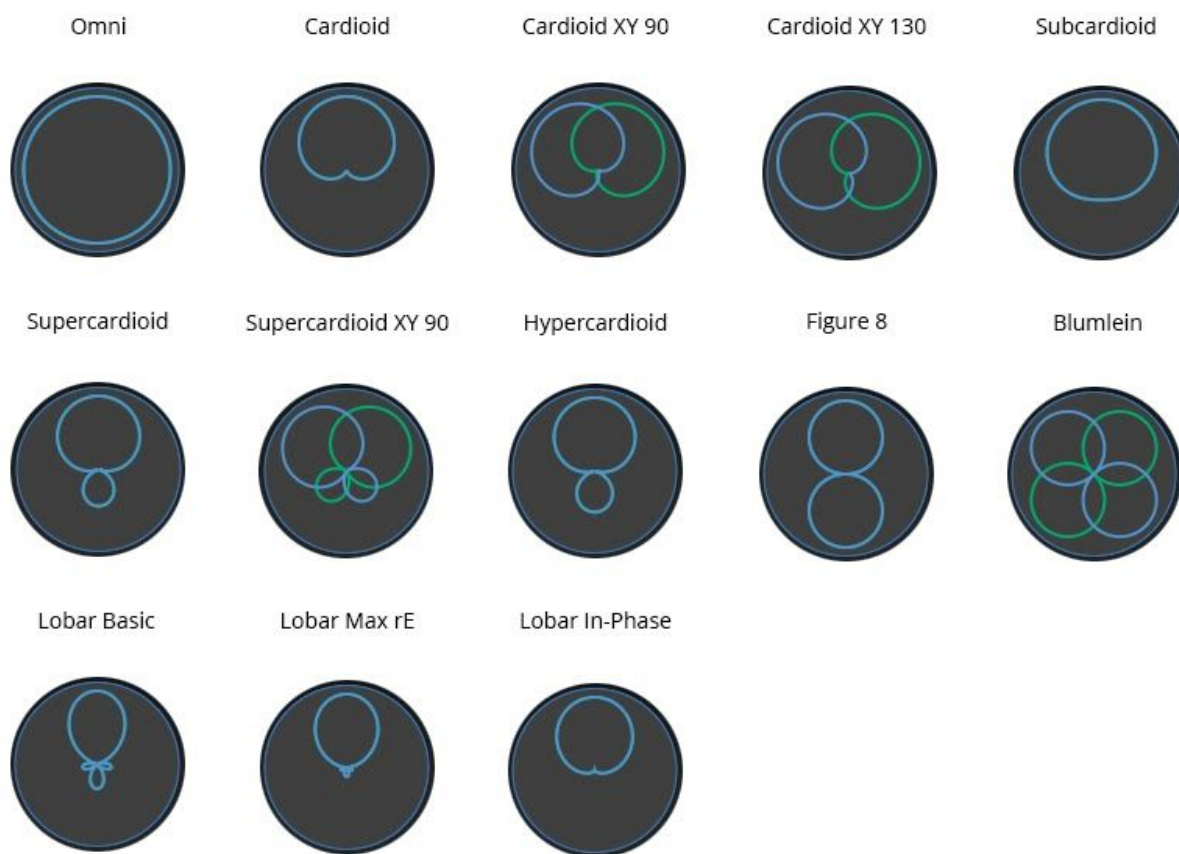 Omni
Cardioid
Cardioid XY 90
Cardioid XY 130
Subcardioid
Supercardioid
Supercardioid XY 90
Hypercardioid
Figure 8
Blumlein
Lobar Basic
Lobar Max rE
Lobar In-Phase